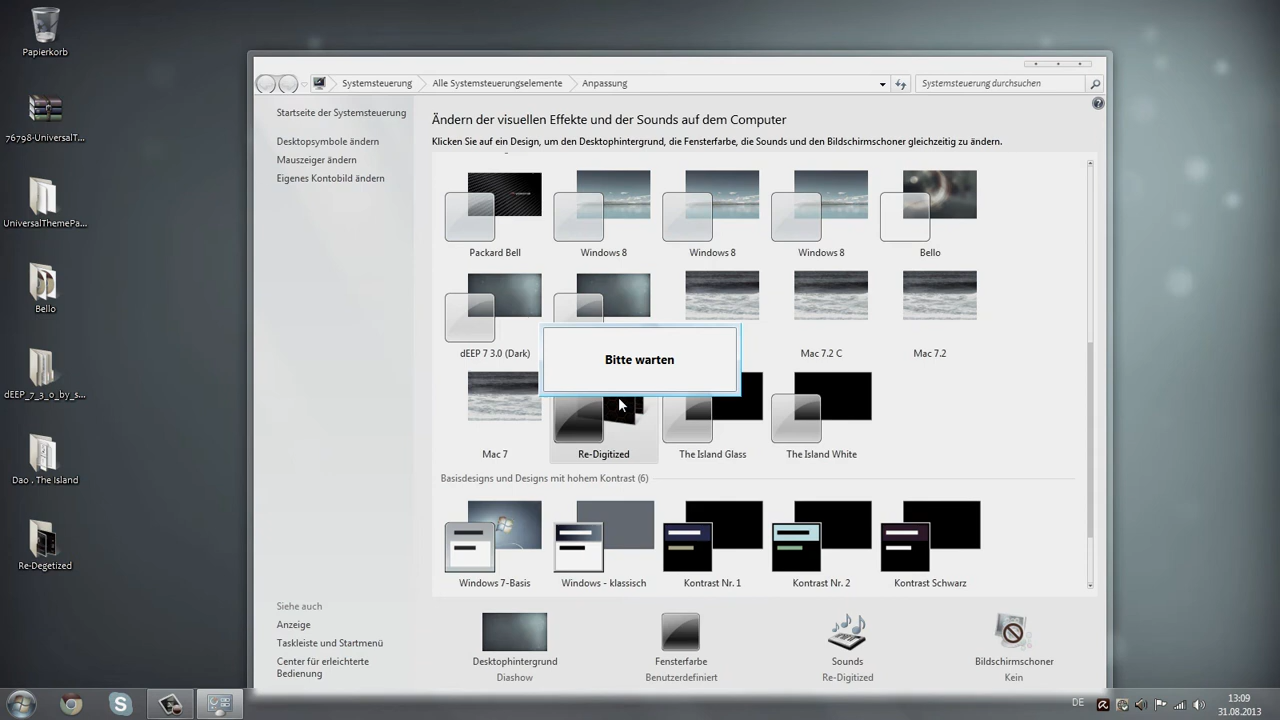 Papierkorb
76798-UniversalT...
UniversalThemePa...
Bello
dEEP_7_3_0_by_s...
Dao . The Island
Re-Degetized
Systemsteuerung
Alle Systemsteuerungselemente
Anpassung
Systemsteuerung durchsuchen
Startseite der Systemsteuerung
Desktopsymbole ändern
Mauszeiger ändern
Eigenes Kontobild ändern
Ändern der visuellen Effekte und der Sounds auf dem Computer
Klicken Sie auf ein Design, um den Desktophintergrund, die Fensterfarbe, die Sounds und den Bildschirmschoner gleichzeitig zu ändern.
Packard Bell
Windows 8
Windows 8
Windows 8
Bello
dEEP 7 3.0 (Dark)
Mac 7.2 C
Mac 7.2
Bitte warten
Mac 7
Re-Digitized
The Island Glass
The Island White
Basisdesigns und Designs mit hohem Kontrast (6)
Windows 7-Basis
Windows - klassisch
Kontrast Nr. 1
Kontrast Nr. 2
Kontrast Schwarz
Siehe auch
Anzeige
Taskleiste und Startmenü
Center für erleichterte
Bedienung
Desktophintergrund
Diashow
Fensterfarbe
Benutzerdefiniert
Sounds
Re-Digitized
Bildschirmschoner
Kein
DE
13:09
31.08.2013